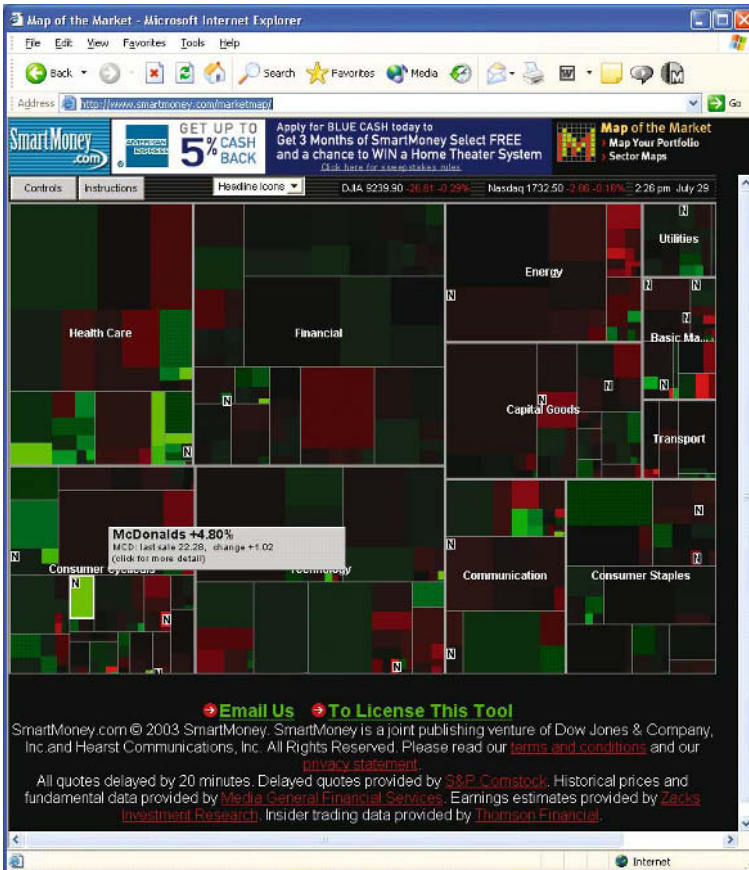 Map of the Market - Microsoft Internet Explorer
File Edit View Favorites Tools Help
Back Search Favorites Media
Address http://www.smartmoney.com/marketmap/ Go
SmartMoney.com
AMERICAN EXPRESS
GET UP TO
5% CASH BACK
Apply for BLUE CASH today to
Get 3 Months of SmartMoney Select FREE
and a chance to WIN a Home Theater System
Click here for sweepstakes rules
Map of the Market
Map Your Portfolio
Sector Maps
Controls Instructions Headline Icons DJIA 9239.90 -26.61 -0.29% Nasdaq 1732.50 -2.86 -0.16% 2:26 pm July 29
N
Utilities
Energy
N
N N
N
Health Care
Financial
Basic Ma...
N
N
N
N
Capital Goods
Transport
N
N
McDonalds +4.80%
MCD: last sale 22.28, change +1.02
(click for more detail)
N
N
N
Consumer Cyclicals
Technology
Communication
Consumer Staples
N
N
N
N
N
Email Us To License This Tool
SmartMoney.com © 2003 SmartMoney. SmartMoney is a joint publishing venture of Dow Jones & Company,
Inc.and Hearst Communications, Inc. All Rights Reserved. Please read our terms and conditions and our
privacy statement.
All quotes delayed by 20 minutes. Delayed quotes provided by S&P Comstock. Historical prices and
fundamental data provided by Media General Financial Services. Earnings estimates provided by Zacks
Investment Research. Insider trading data provided by Thomson Financial.
Internet